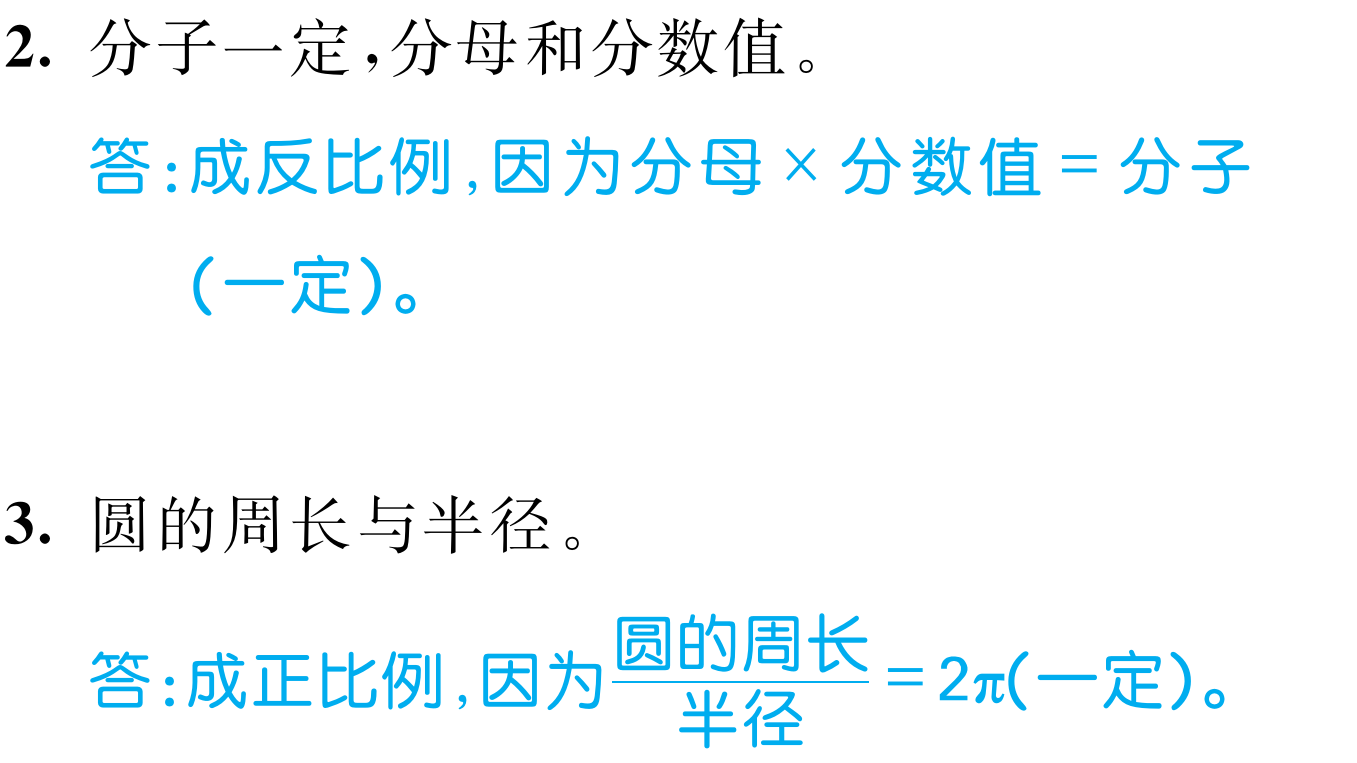 2. 分子一定,分母和分数值。
答:成反比例,因为分母×分数值=分子
(一定)。
3. 圆的周长与半径。
答:成正比例,因为圆的周长/半径=2π(一定)。